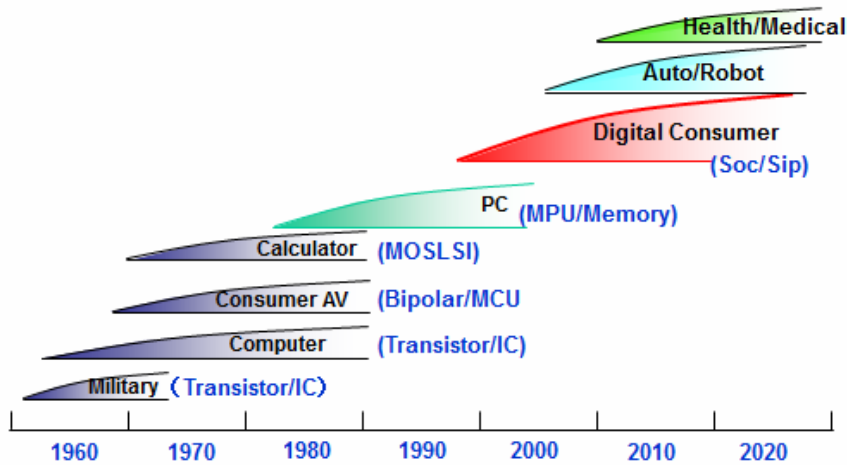 Health/Medical
Auto/Robot
Digital Consumer
(Soc/Sip)
PC (MPU/Memory)
Calculator (MOSLSI)
Consumer AV (Bipolar/MCU
Computer (Transistor/IC)
Military (Transistor/IC)
1960 1970 1980 1990 2000 2010 2020